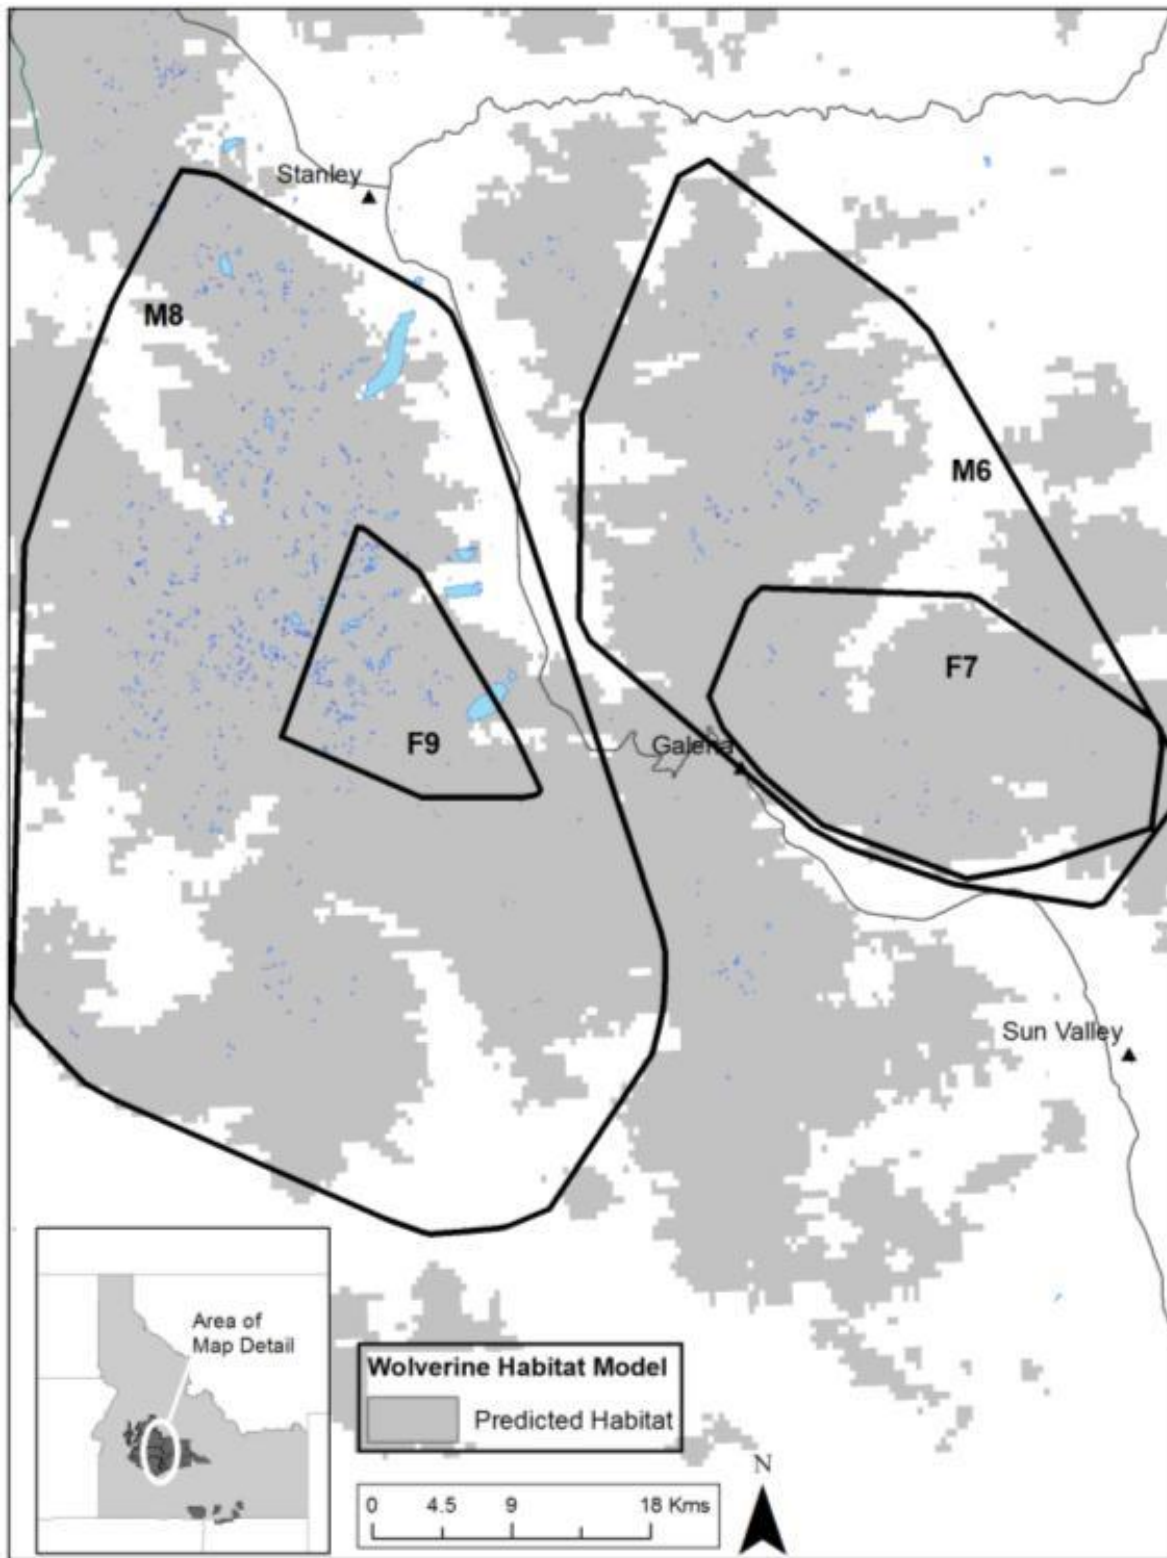 Stanley
M8
M6
F7
F9
Galena
Sun Valley
Area of
Map Detail
Wolverine Habitat Model
Predicted Habitat
N
0 4.5 9 18 Kms